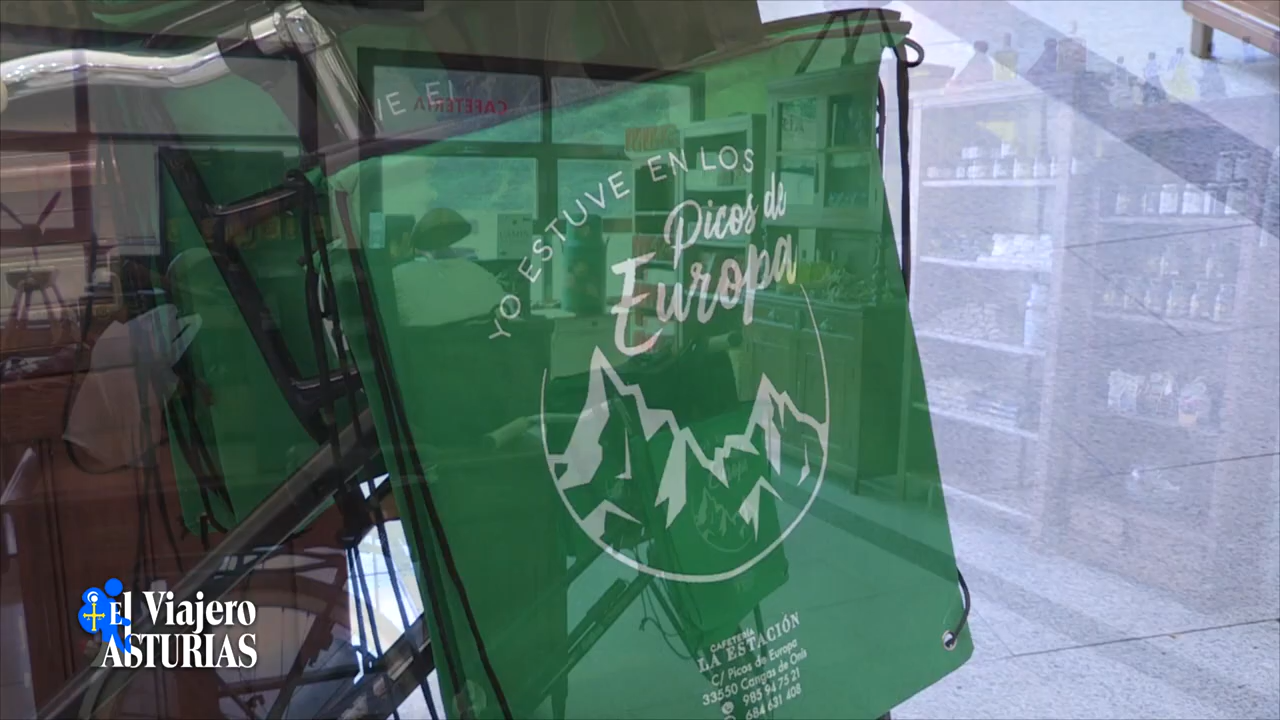 CAFETERÍA
YO ESTUVE EN LOS
Picos de
Europa
CAFETERÍA
LA ESTACIÓN
C/ Picos de Europa
33550 Cangas de Onís
985 94 75 21
684 631 408
El Viajero
ASTURIAS